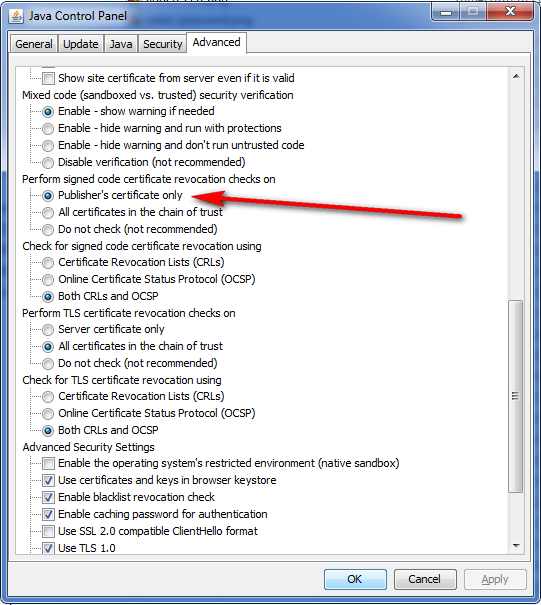 Java Control Panel
General
Update
Java
Security
Advanced
Show site certificate from server even if it is valid
Mixed code (sandboxed vs. trusted) security verification
Enable - show warning if needed
Enable - hide warning and run with protections
Enable - hide warning and don't run untrusted code
Disable verification (not recommended)
Perform signed code certificate revocation checks on
Publisher's certificate only
All certificates in the chain of trust
Do not check (not recommended)
Check for signed code certificate revocation using
Certificate Revocation Lists (CRLs)
Online Certificate Status Protocol (OCSP)
Both CRLs and OCSP
Perform TLS certificate revocation checks on
Server certificate only
All certificates in the chain of trust
Do not check (not recommended)
Check for TLS certificate revocation using
Certificate Revocation Lists (CRLs)
Online Certificate Status Protocol (OCSP)
Both CRLs and OCSP
Advanced Security Settings
Enable the operating system's restricted environment (native sandbox)
Use certificates and keys in browser keystore
Enable blacklist revocation check
Enable caching password for authentication
Use SSL 2.0 compatible ClientHello format
Use TLS 1.0
OK
Cancel
Apply